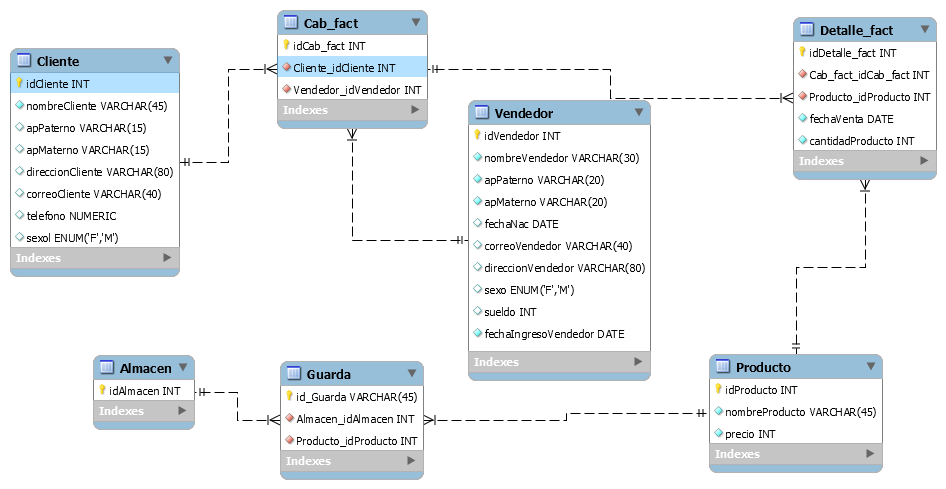 Cliente
idCliente INT
nombreCliente VARCHAR(45)
apPaterno VARCHAR(15)
apMaterno VARCHAR(15)
direccionCliente VARCHAR(80)
correoCliente VARCHAR(40)
telefono NUMERIC
sexol ENUM('F','M')
Indexes
Cab_fact
idCab_fact INT
Cliente_idCliente INT
Vendedor_idVendedor INT
Indexes
Vendedor
idVendedor INT
nombreVendedor VARCHAR(30)
apPaterno VARCHAR(20)
apMaterno VARCHAR(20)
fechaNac DATE
correoVendedor VARCHAR(40)
direccionVendedor VARCHAR(80)
sexo ENUM('F','M')
sueldo INT
fechaIngresoVendedor DATE
Indexes
Detalle_fact
idDetalle_fact INT
Cab_fact_idCab_fact INT
Producto_idProducto INT
fechaVenta DATE
cantidadProducto INT
Indexes
Almacen
idAlmacen INT
Indexes
Guarda
id_Guarda VARCHAR(45)
Almacen_idAlmacen INT
Producto_idProducto INT
Indexes
Producto
idProducto INT
nombreProducto VARCHAR(45)
precio INT
Indexes